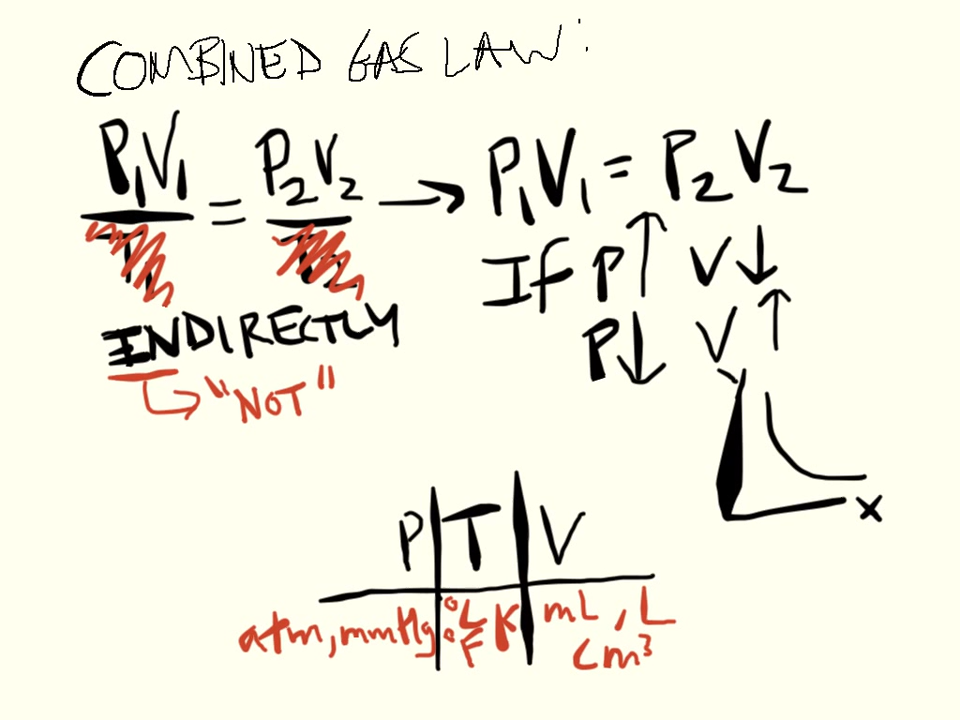 COMBINED GAS LAW:
P₁V₁ = P₂V₂ → P₁V₁ = P₂V₂
If P↑ V↓
P↓ V↑
INDIRECTLY
→ "NOT"
Y
X
P T V
atm, mmHg °F K mL, L
cm³